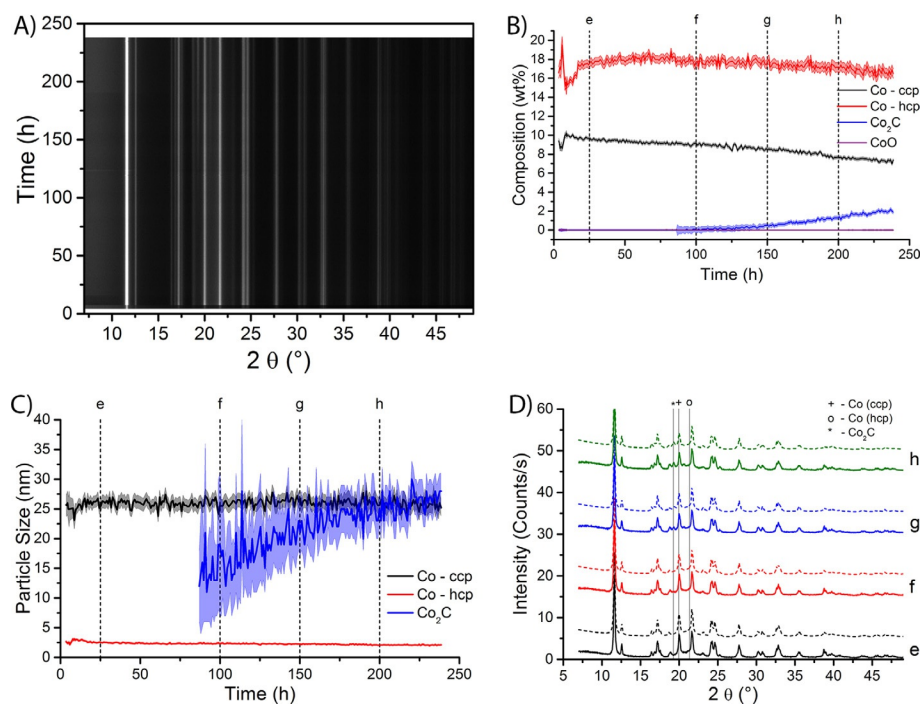 A)
250
200
150
100
50
0
Time (h)
10 15 20 25 30 35 40 45
2 θ (°)
B)
e f g h
20
18
16
14
12
10
8
6
4
2
0
Composition (wt%)
Co - ccp
Co - hcp
Co₂C
CoO
0 50 100 150 200 250
Time (h)
C)
e f g h
40
35
30
25
20
15
10
5
0
Particle Size (nm)
Co - ccp
Co - hcp
Co₂C
0 50 100 150 200 250
Time (h)
D)
* + o
+ - Co (ccp)
o - Co (hcp)
* - Co₂C
60
50
40
30
20
10
0
Intensity (Counts/s)
h
g
f
e
5 10 15 20 25 30 35 40 45 50
2 θ (°)